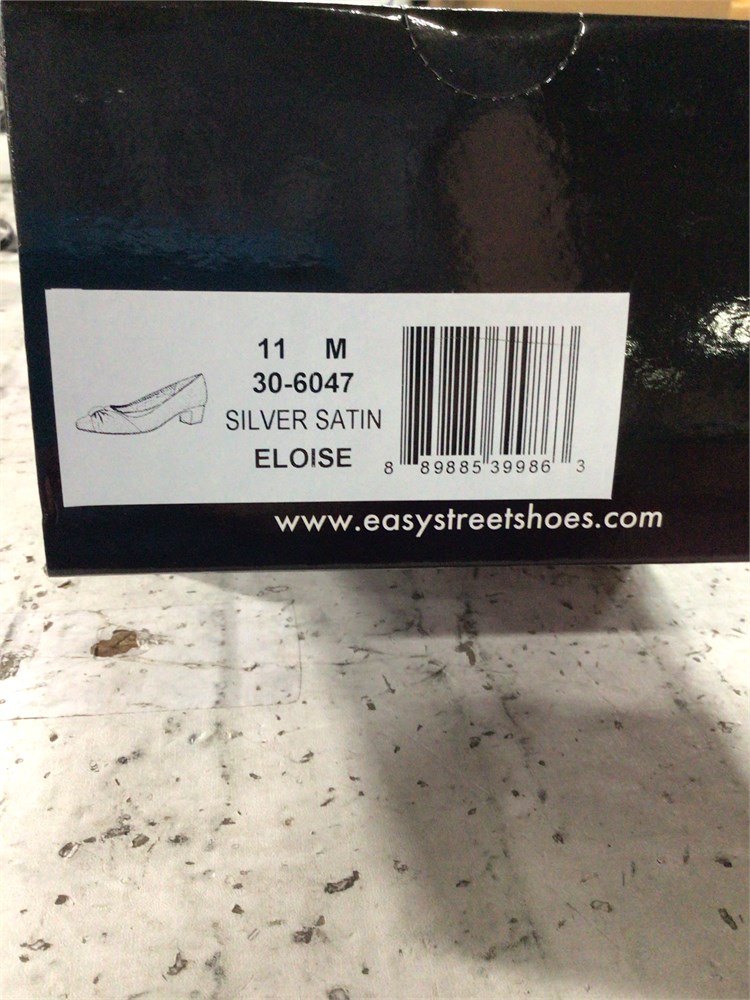 11 M
30-6047
SILVER SATIN
ELOISE
8 89885 39986 3
www.easystreetshoes.com